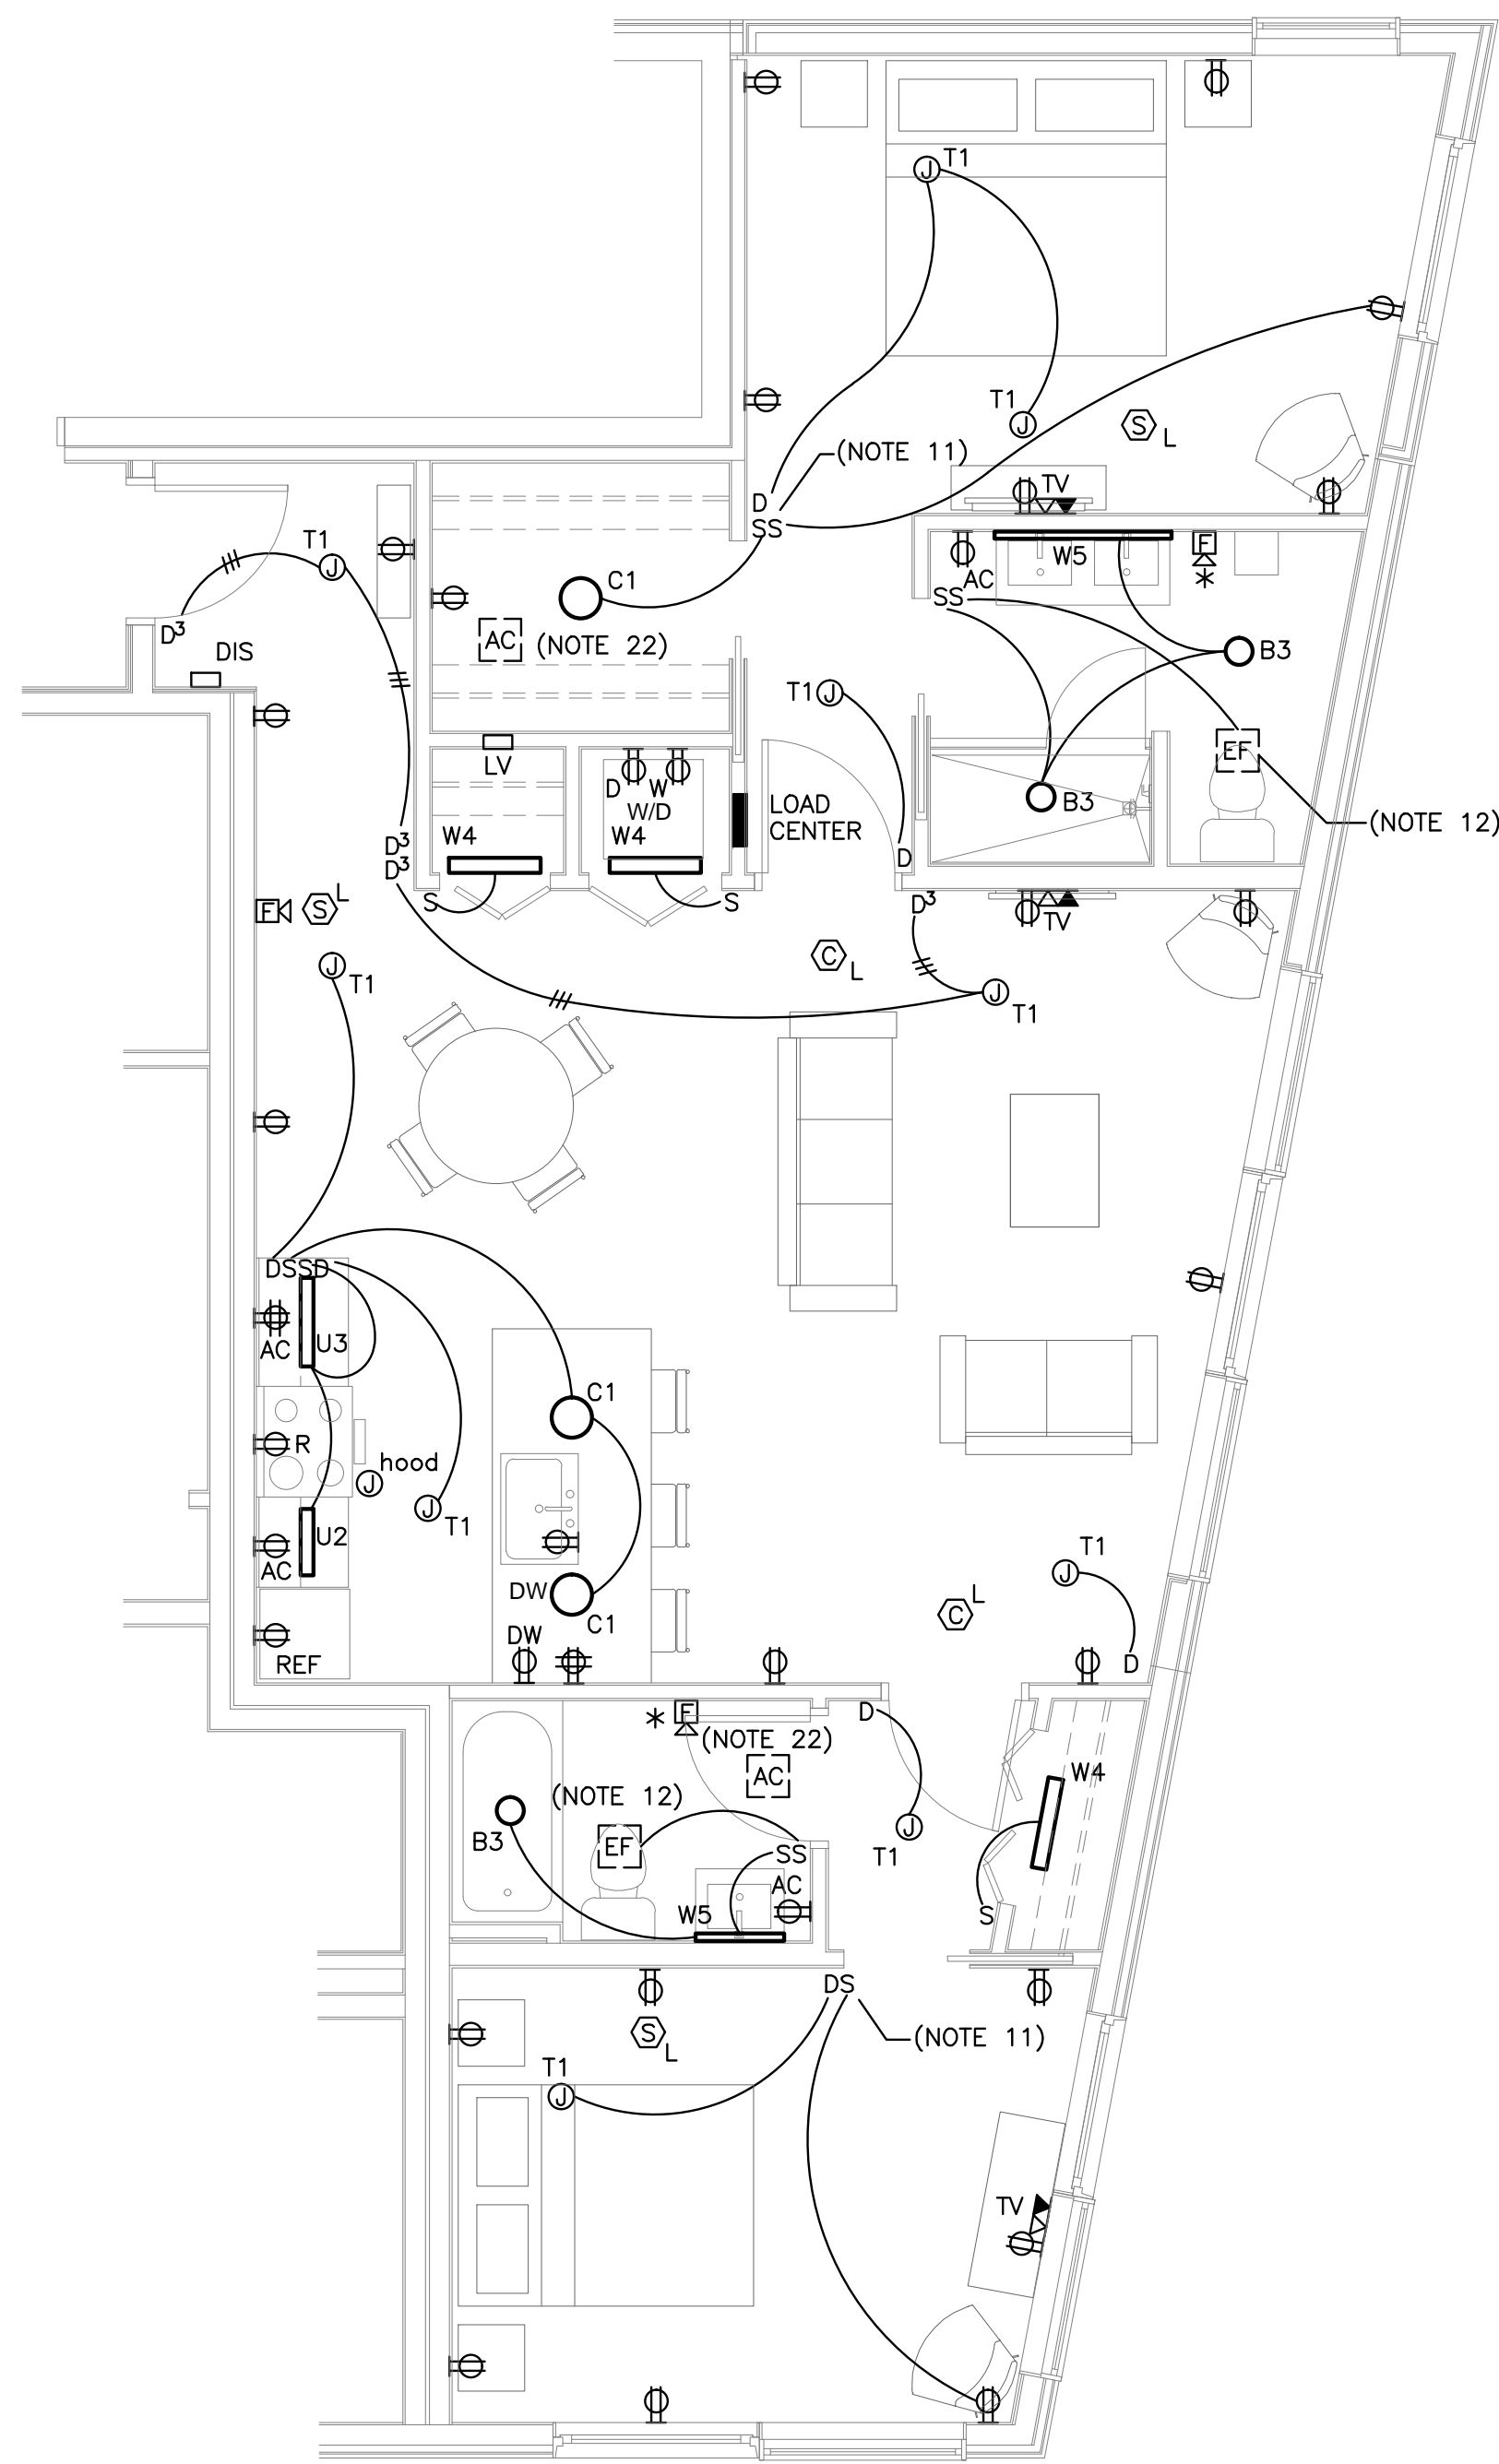 J T1
T1
J
S L
(NOTE 11)
D
SS
TV
T1
J
C1
W5
F
AC
*
SS
D3
DIS
AC (NOTE 22)
B3
T1 J
LV
EF
D W
W/D
LOAD
CENTER
B3
(NOTE 12)
W4
W4
D3
D3
D
S
S
D3
F S L
TV
C L
J
T1
J
T1
DSSD
U3
AC
C1
R
hood
J
J
T1
U2
AC
T1
J
DW
C1
C L
DW
REF
D
D
* F
(NOTE 22)
AC
W4
(NOTE 12)
B3
EF
J
T1
SS
AC
W5
S
DS
S L
(NOTE 11)
T1
J
TV